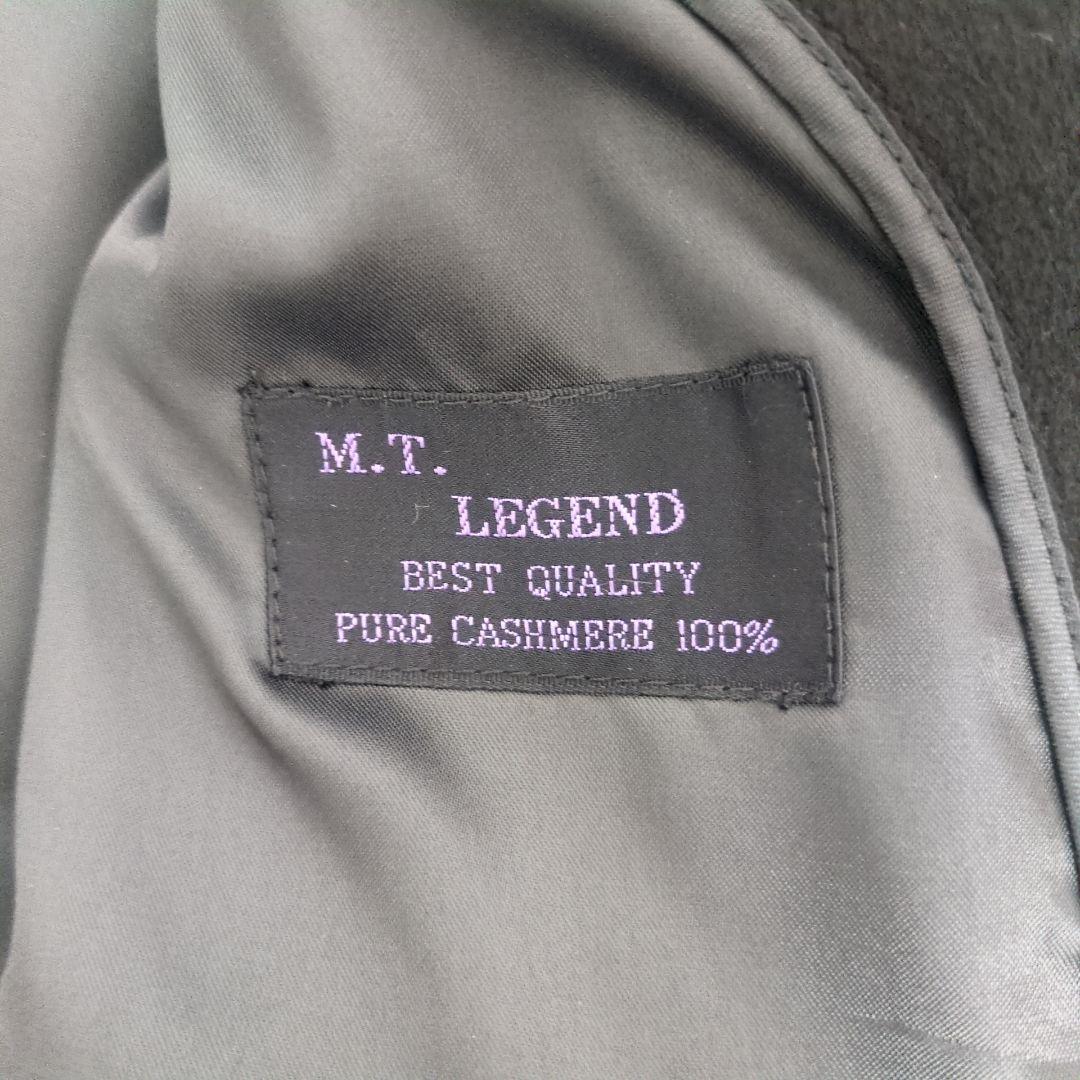 M.T.
LEGEND
BEST QUALITY
PURE CASHMERE 100%